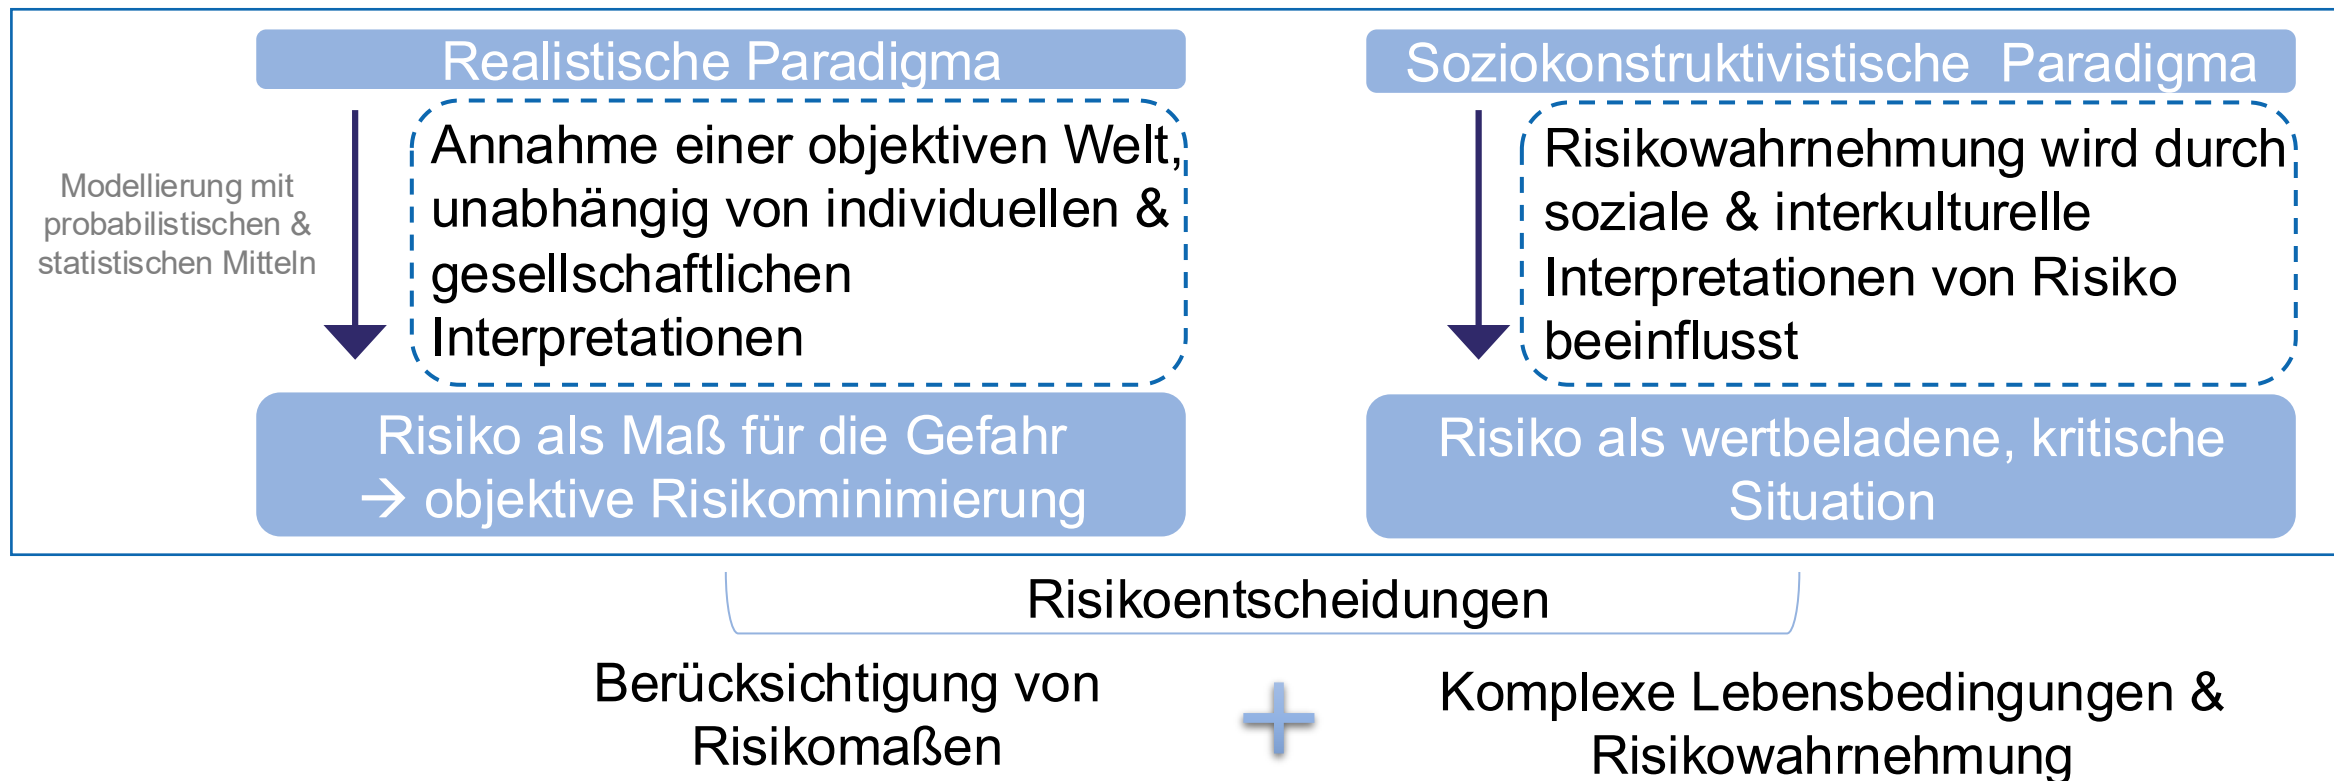 Realistische Paradigma
Modellierung mit
probabilistischen &
statistischen Mitteln
Annahme einer objektiven Welt,
unabhängig von individuellen &
gesellschaftlichen
Interpretationen
Risiko als Maß für die Gefahr
→ objektive Risikominimierung
Soziokonstruktivistische Paradigma
Risikowahrnehmung wird durch
soziale & interkulturelle
Interpretationen von Risiko
beeinflusst
Risiko als wertbeladene, kritische
Situation
Risikoentscheidungen
Berücksichtigung von
Risikomaßen
+
Komplexe Lebensbedingungen &
Risikowahrnehmung